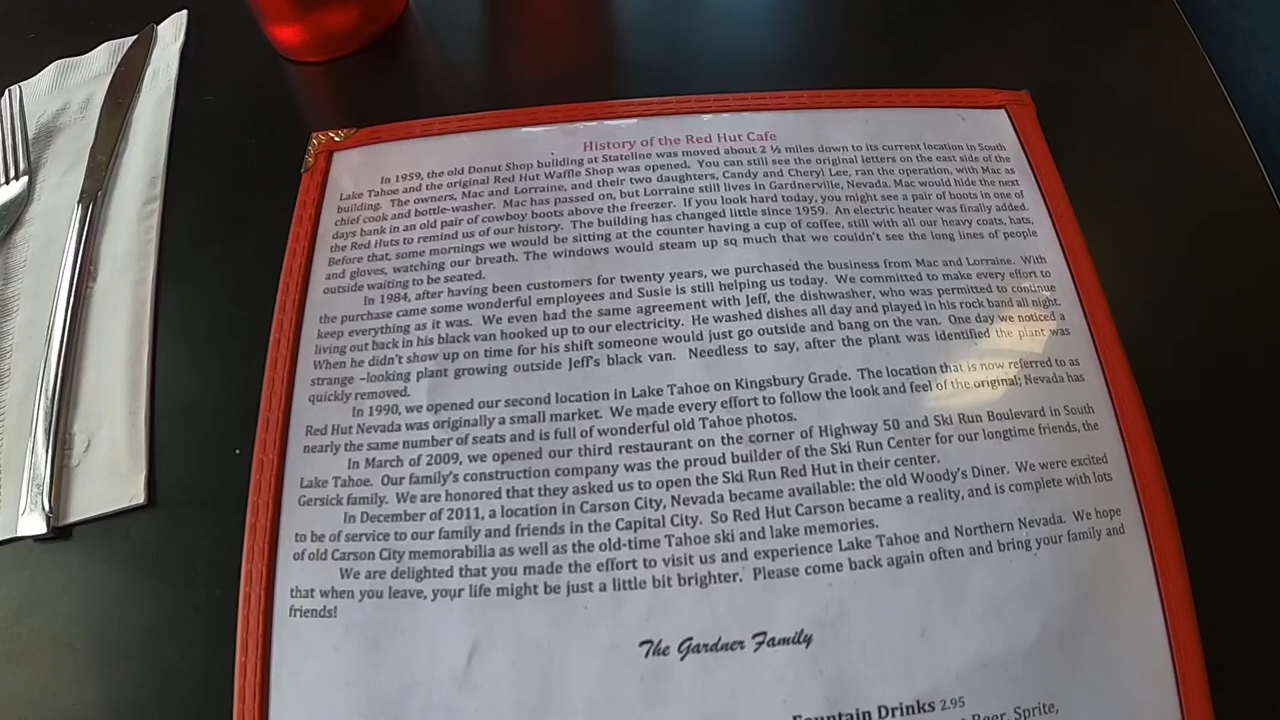 History of the Red Hut Cafe
In 1959, the old Donut Shop building at Stateline was moved about 2 ½ miles down to its current location in South
Lake Tahoe and the original Red Hut Waffle Shop was opened. You can still see the original letters on the east side of the
building. The owners, Mac and Lorraine, and their two daughters, Candy and Cheryl Lee, ran the operation, with Mac as
chief cook and bottle-washer. Mac has passed on, but Lorraine still lives in Gardnerville, Nevada. Mac would hide the next
days bank in an old pair of cowboy boots above the freezer. If you look hard today, you might see a pair of boots in one of
the Red Huts to remind us of our history. The building has changed little since 1959. An electric heater was finally added.
Before that, some mornings we would be sitting at the counter having a cup of coffee, still with all our heavy coats, hats,
and gloves, watching our breath. The windows would steam up so much that we couldn't see the long lines of people
outside waiting to be seated.
In 1984, after having been customers for twenty years, we purchased the business from Mac and Lorraine. With
the purchase came some wonderful employees and Susie is still helping us today. We committed to make every effort to
keep everything as it was. We even had the same agreement with Jeff, the dishwasher, who was permitted to continue
living out back in his black van hooked up to our electricity. He washed dishes all day and played in his rock band all night.
When he didn't show up on time for his shift someone would just go outside and bang on the van. One day we noticed a
strange –looking plant growing outside Jeff's black van. Needless to say, after the plant was identified the plant was
quickly removed.
In 1990, we opened our second location in Lake Tahoe on Kingsbury Grade. The location that is now referred to as
Red Hut Nevada was originally a small market. We made every effort to follow the look and feel of the original; Nevada has
nearly the same number of seats and is full of wonderful old Tahoe photos.
In March of 2009, we opened our third restaurant on the corner of Highway 50 and Ski Run Boulevard in South
Lake Tahoe. Our family's construction company was the proud builder of the Ski Run Center for our longtime friends, the
Gersick family. We are honored that they asked us to open the Ski Run Red Hut in their center.
In December of 2011, a location in Carson City, Nevada became available: the old Woody's Diner. We were excited
to be of service to our family and friends in the Capital City. So Red Hut Carson became a reality, and is complete with lots
of old Carson City memorabilia as well as the old-time Tahoe ski and lake memories.
We are delighted that you made the effort to visit us and experience Lake Tahoe and Northern Nevada. We hope
that when you leave, your life might be just a little bit brighter. Please come back again often and bring your family and
friends!
The Gardner Family
Fountain Drinks 2.95
Beer, Sprite,